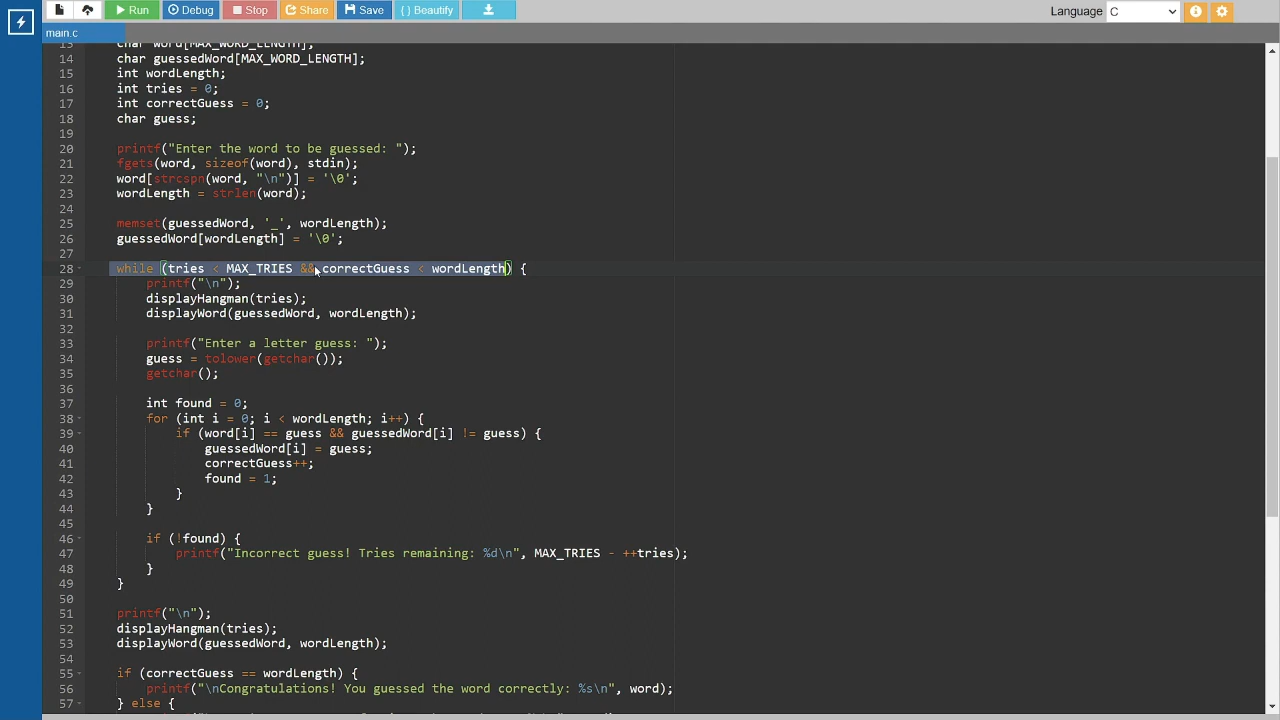 Run Debug Stop Share Save { } Beautify Language C
main.c
13 char word[MAX_WORD_LENGTH];
14 char guessedWord[MAX_WORD_LENGTH];
15 int wordLength;
16 int tries = 0;
17 int correctGuess = 0;
18 char guess;
19
20 printf("Enter the word to be guessed: ");
21 fgets(word, sizeof(word), stdin);
22 word[strcspn(word, "\n")] = '\0';
23 wordLength = strlen(word);
24
25 memset(guessedWord, '_', wordLength);
26 guessedWord[wordLength] = '\0';
27
28 while (tries < MAX_TRIES && correctGuess < wordLength) {
29 printf("\n");
30 displayHangman(tries);
31 displayWord(guessedWord, wordLength);
32
33 printf("Enter a letter guess: ");
34 guess = tolower(getchar());
35 getchar();
36
37 int found = 0;
38 for (int i = 0; i < wordLength; i++) {
39 if (word[i] == guess && guessedWord[i] != guess) {
40 guessedWord[i] = guess;
41 correctGuess++;
42 found = 1;
43 }
44 }
45
46 if (!found) {
47 printf("Incorrect guess! Tries remaining: %d\n", MAX_TRIES - ++tries);
48 }
49 }
50
51 printf("\n");
52 displayHangman(tries);
53 displayWord(guessedWord, wordLength);
54
55 if (correctGuess == wordLength) {
56 printf("\nCongratulations! You guessed the word correctly: %s\n", word);
57 } else {